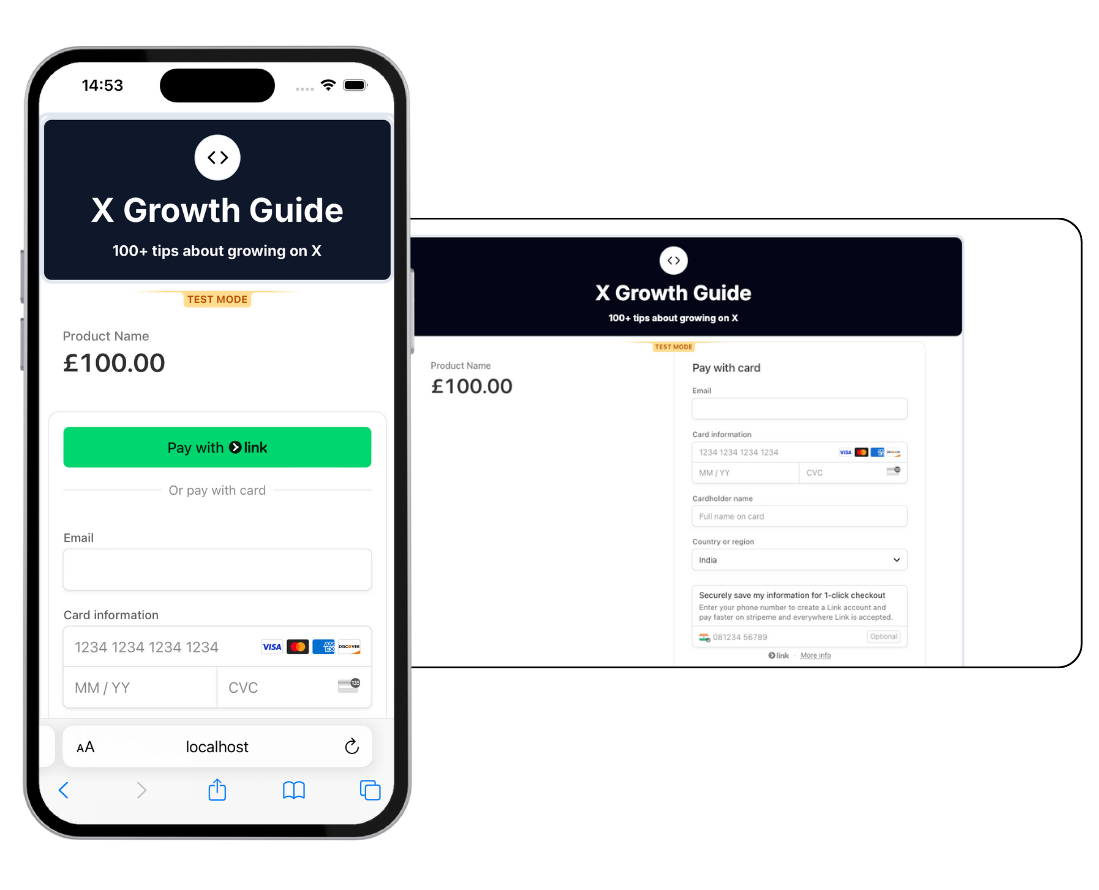 14:53
X Growth Guide
100+ tips about growing on X
TEST MODE
Product Name
£100.00
Pay with link
Or pay with card
Email
Card information
1234 1234 1234 1234 VISA AM EX DISCOVER
MM / YY CVC 135
AA localhost
X Growth Guide
100+ tips about growing on X
TEST MODE
Product Name
£100.00
Pay with card
Email
Card information
1234 1234 1234 1234 VISA
MM / YY CVC
Cardholder name
Full name on card
Country or region
India
Securely save my information for 1-click checkout
Enter your phone number to create a Link account and
pay faster on stripeme and everywhere Link is accepted.
081234 56789 Optional
link · More info